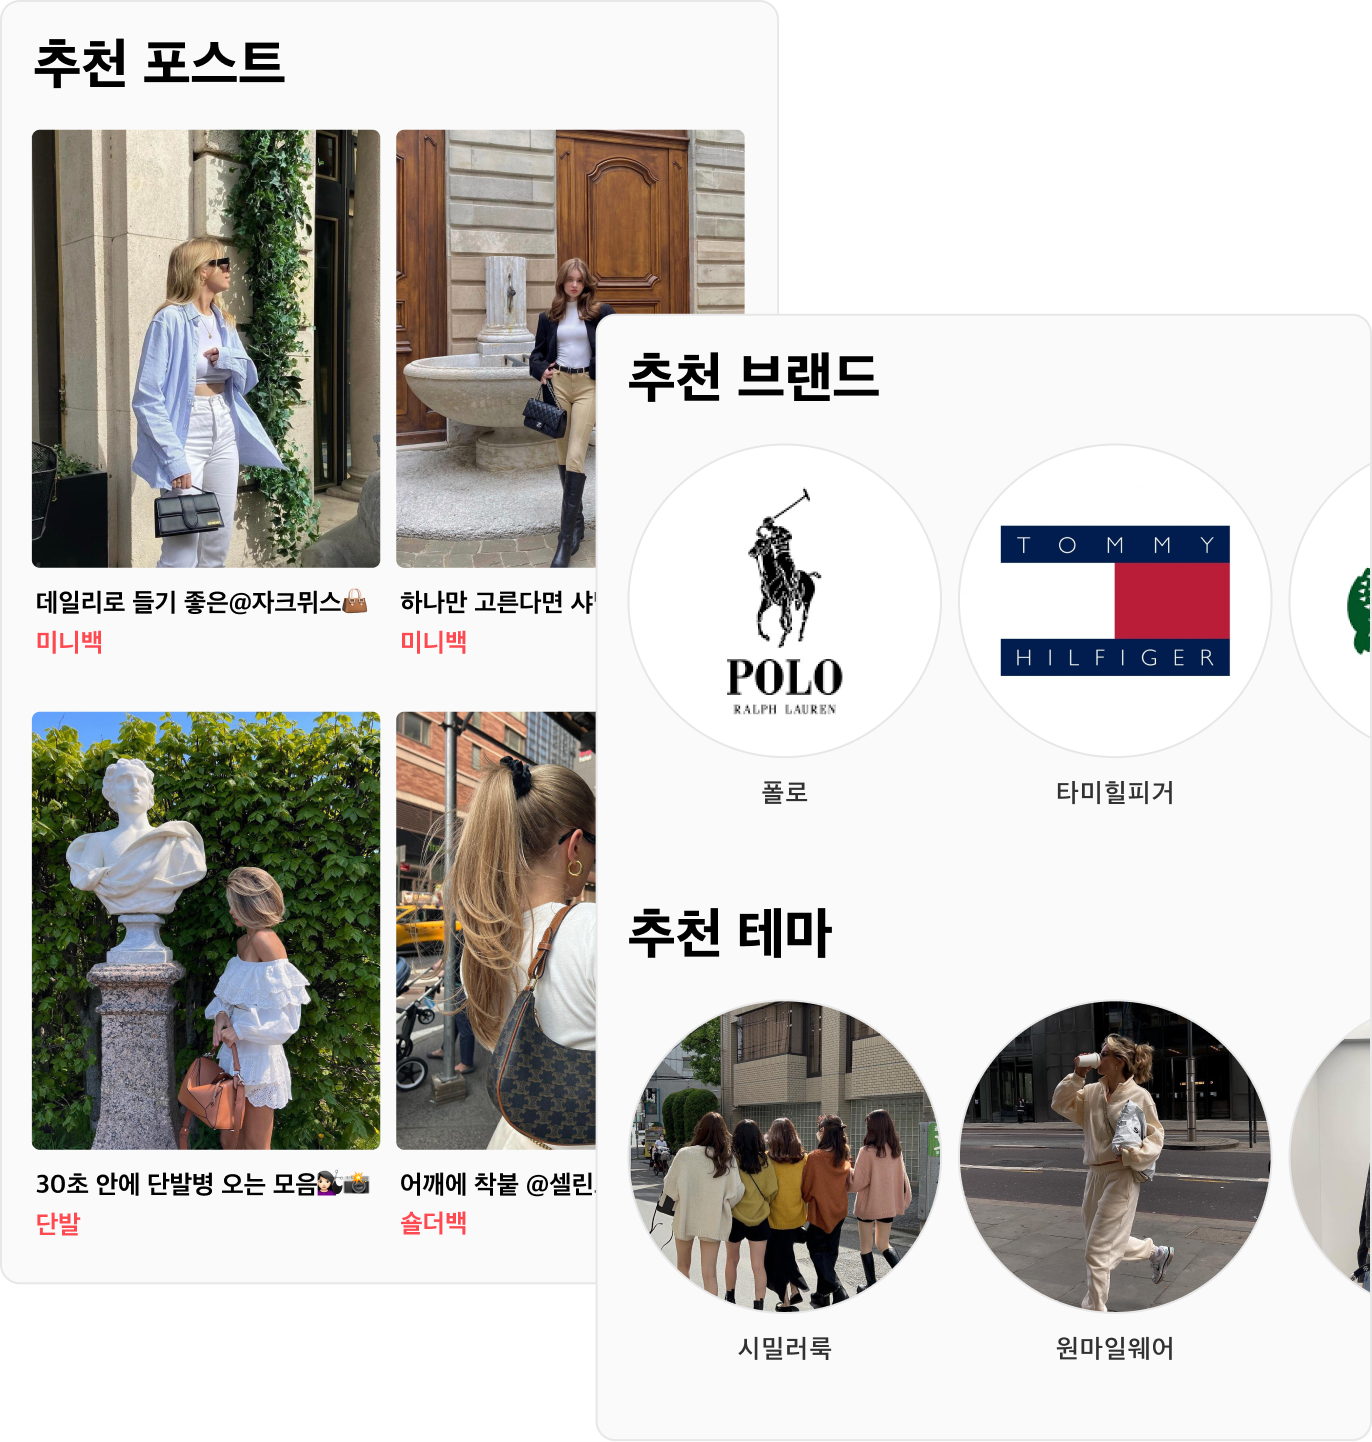 추천 포스트
데일리로 들기 좋은@자크뮈스👜
미니백
하나만 고른다면
미니백
30초 안에 단발병 오는 모음💇🏻‍♀️📸
단발
어깨에 착붙 @셀린
숄더백
추천 브랜드
POLO
RALPH LAUREN
폴로
TOMMY
HILFIGER
타미힐피거
추천 테마
시밀러룩
원마일웨어